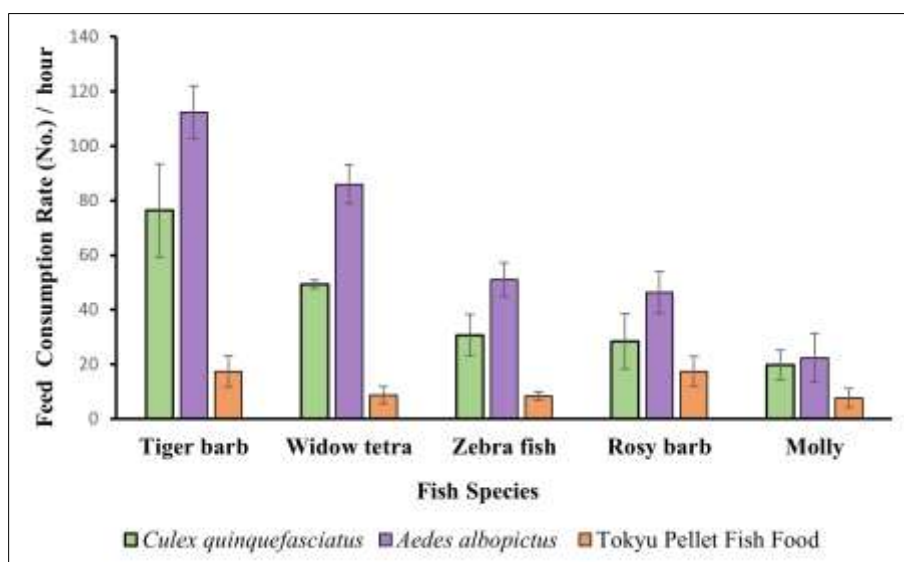 Feed Consumption Rate (No.) / hour
140
120
100
80
60
40
20
0
Tiger barb Widow tetra Zebra fish Rosy barb Molly
Fish Species
Culex quinquefasciatus Aedes albopictus Tokyu Pellet Fish Food